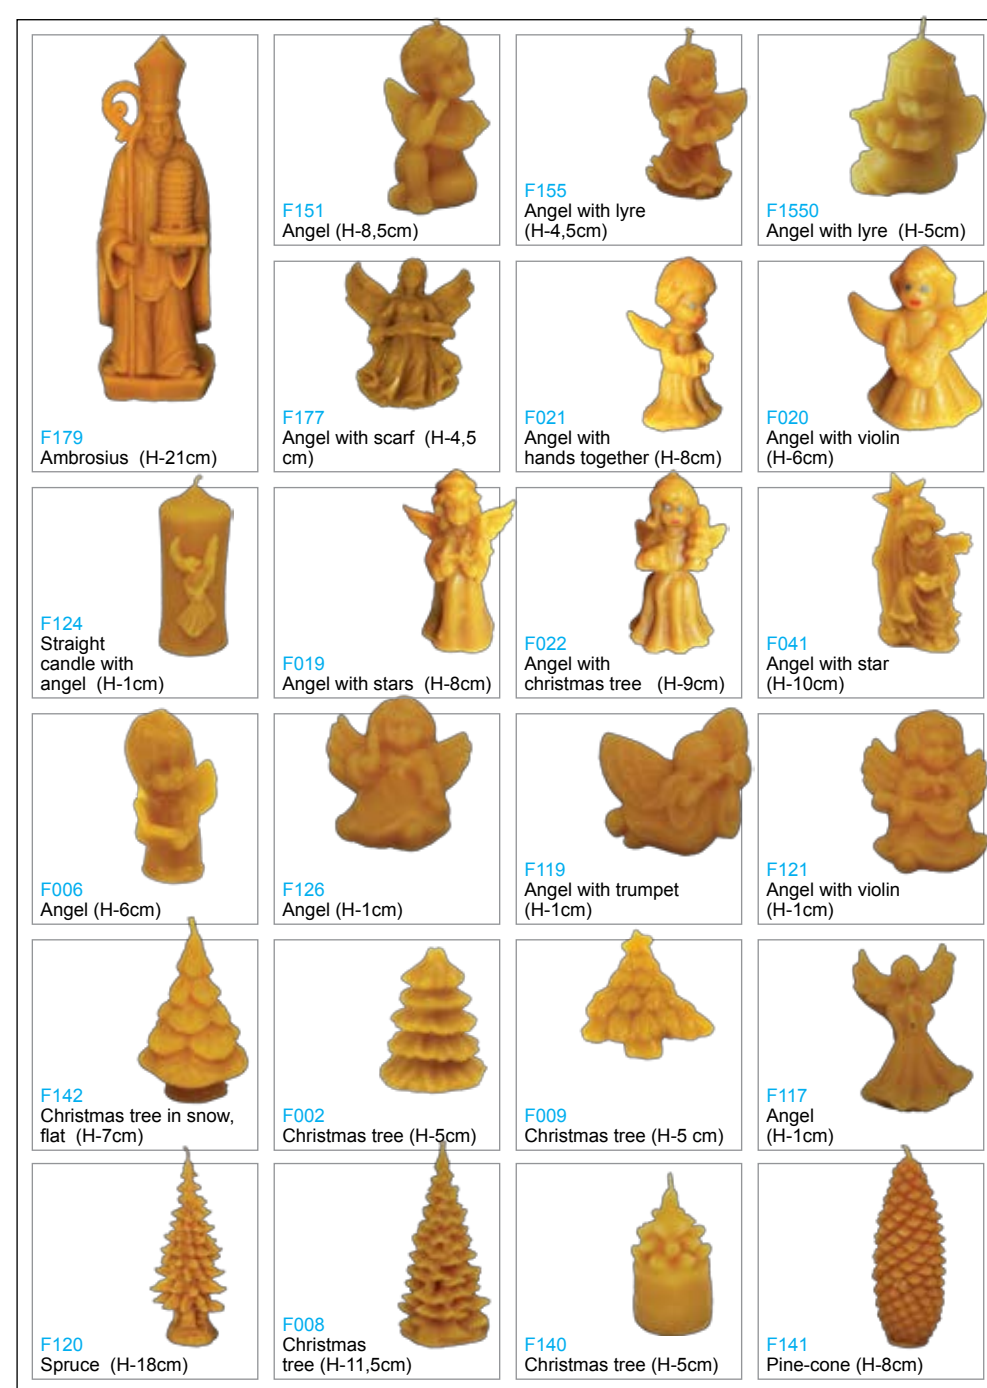 F151
Angel (H-8,5cm)
F155
Angel with lyre
(H-4,5cm)
F1550
Angel with lyre  (H-5cm)
F179
Ambrosius  (H-21cm)
F177
Angel with scarf  (H-4,5
cm)
F021
Angel with
hands together (H-8cm)
F020
Angel with violin
(H-6cm)
F124
Straight
candle with
angel  (H-1cm)
F019
Angel with stars  (H-8cm)
F022
Angel with
christmas tree   (H-9cm)
F041
Angel with star
(H-10cm)
F006
Angel (H-6cm)
F126
Angel (H-1cm)
F119
Angel with trumpet
(H-1cm)
F121
Angel with violin
(H-1cm)
F142
Christmas tree in snow,
flat  (H-7cm)
F002
Christmas tree (H-5cm)
F009
Christmas tree (H-5 cm)
F117
Angel
(H-1cm)
F120
Spruce  (H-18cm)
F008
Christmas
tree (H-11,5cm)
F140
Christmas tree (H-5cm)
F141
Pine-cone (H-8cm)